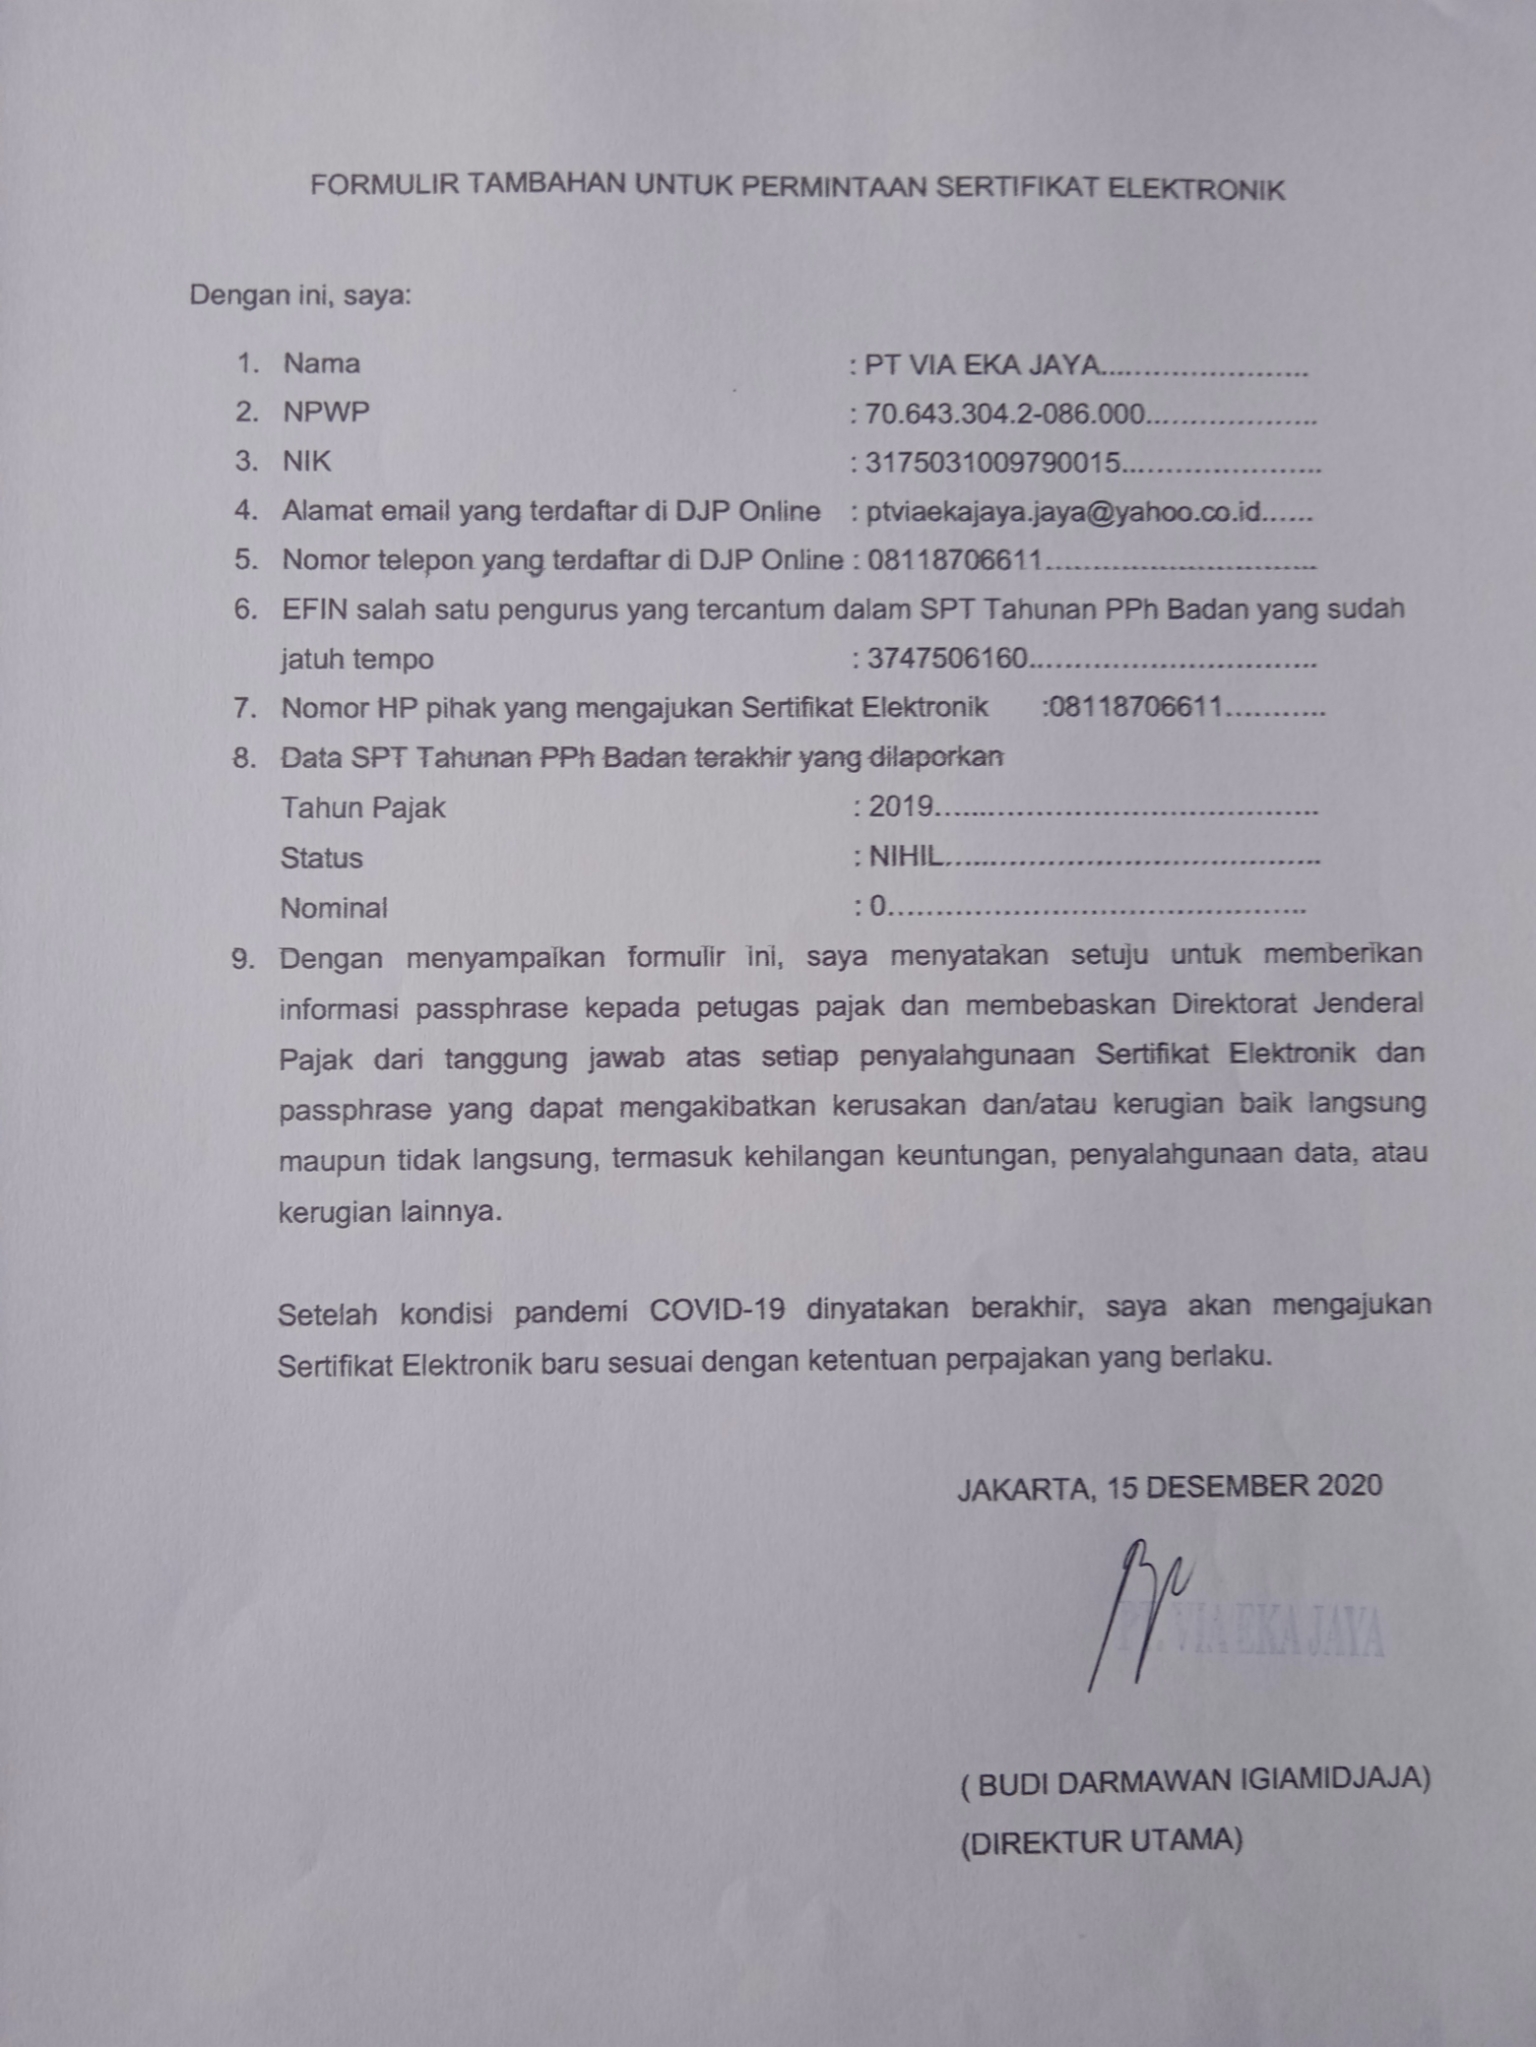 FORMULIR TAMBAHAN UNTUK PERMINTAAN SERTIFIKAT ELEKTRONIK
Dengan ini, saya:
1. Nama : PT VIA EKA JAYA........................
2. NPWP : 70.643.304.2-086.000....................
3. NIK : 3175031009790015.......................
4. Alamat email yang terdaftar di DJP Online : ptviaekajaya.jaya@yahoo.co.id......
5. Nomor telepon yang terdaftar di DJP Online : 08118706611...............................
6. EFIN salah satu pengurus yang tercantum dalam SPT Tahunan PPh Badan yang sudah
jatuh tempo : 3747506160.................................
7. Nomor HP pihak yang mengajukan Sertifikat Elektronik :08118706611............
8. Data SPT Tahunan PPh Badan terakhir yang dilaporkan
Tahun Pajak : 2019............................................
Status : NIHIL...........................................
Nominal : 0................................................
9. Dengan menyampaikan formulir ini, saya menyatakan setuju untuk memberikan
informasi passphrase kepada petugas pajak dan membebaskan Direktorat Jenderal
Pajak dari tanggung jawab atas setiap penyalahgunaan Sertifikat Elektronik dan
passphrase yang dapat mengakibatkan kerusakan dan/atau kerugian baik langsung
maupun tidak langsung, termasuk kehilangan keuntungan, penyalahgunaan data, atau
kerugian lainnya.
Setelah kondisi pandemi COVID-19 dinyatakan berakhir, saya akan mengajukan
Sertifikat Elektronik baru sesuai dengan ketentuan perpajakan yang berlaku.
JAKARTA, 15 DESEMBER 2020
PT. VIA EKA JAYA
( BUDI DARMAWAN IGIAMIDJAJA)
(DIREKTUR UTAMA)